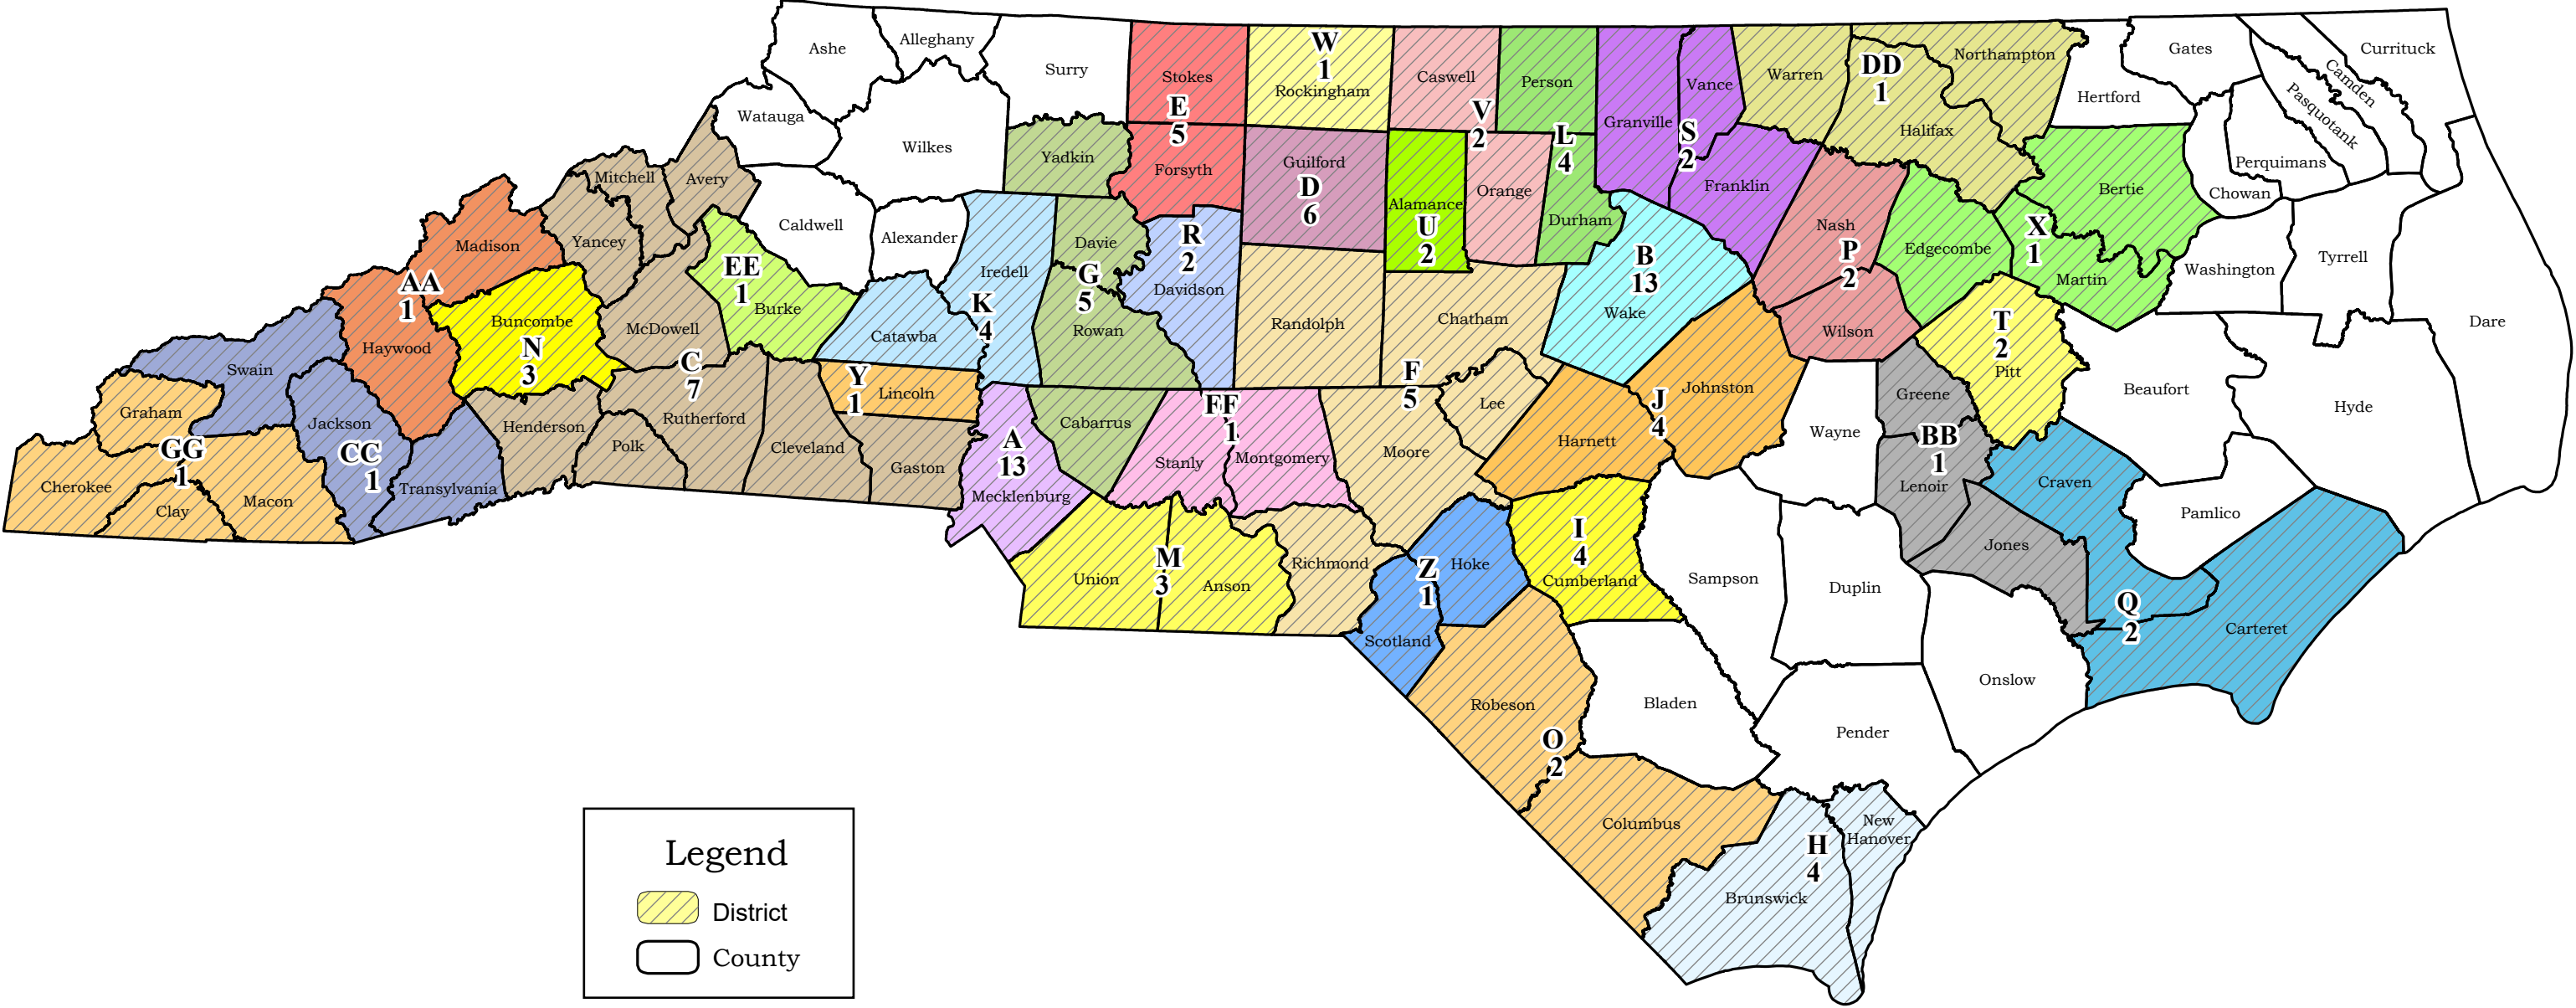 Ashe
Alleghany
Surry
Stokes
W
1
Rockingham
Caswell
Person
Granville
Vance
Warren
DD
1
Northampton
Halifax
Hertford
Gates
Camden
Currituck
Pasquotank
Perquimans
Chowan
Watauga
Wilkes
Yadkin
E
5
Forsyth
Guilford
D
6
V
2
Alamance
U
2
Orange
L
4
Durham
S
2
Franklin
Nash
P
2
Wilson
Edgecombe
X
1
Bertie
Martin
Washington
Tyrrell
Dare
Mitchell
Avery
Caldwell
Alexander
Iredell
Davie
G
5
Rowan
R
2
Davidson
Randolph
Chatham
B
13
Wake
Johnston
T
2
Pitt
Beaufort
Hyde
Madison
Yancey
AA
1
Haywood
Buncombe
N
3
McDowell
EE
1
Burke
Catawba
K
4
Swain
Graham
Jackson
C
7
Rutherford
Henderson
Polk
Cleveland
Y
1
Lincoln
Gaston
A
13
Mecklenburg
Cabarrus
FF
1
Stanly
Montgomery
F
5
Moore
Lee
Harnett
J
4
Wayne
Greene
BB
1
Lenoir
Craven
Pamlico
Cherokee
GG
1
Clay
Macon
CC
1
Transylvania
Union
M
3
Anson
Richmond
Z
1
Hoke
Scotland
I
4
Cumberland
Sampson
Duplin
Jones
Q
2
Carteret
Onslow
Robeson
Bladen
Pender
O
2
Columbus
H
4
New
Hanover
Brunswick
Legend
District
County